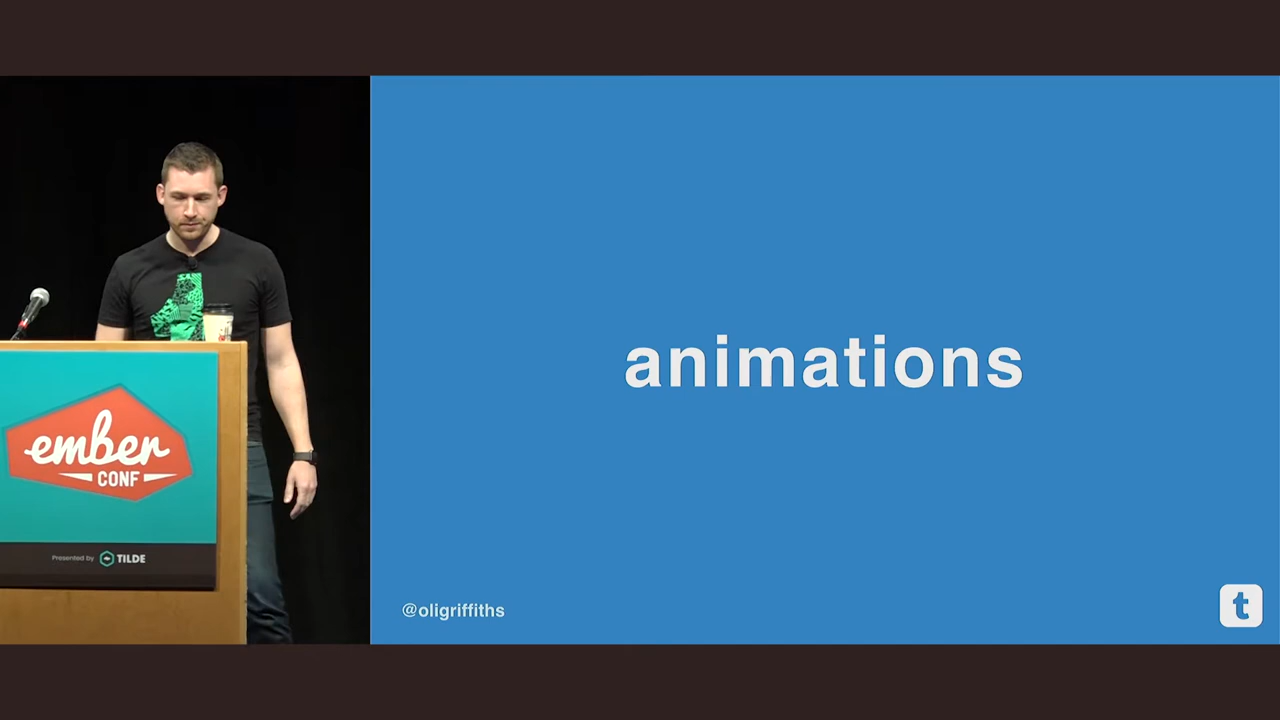 ember
CONF
Presented by TILDE
animations
@oligriffiths
t